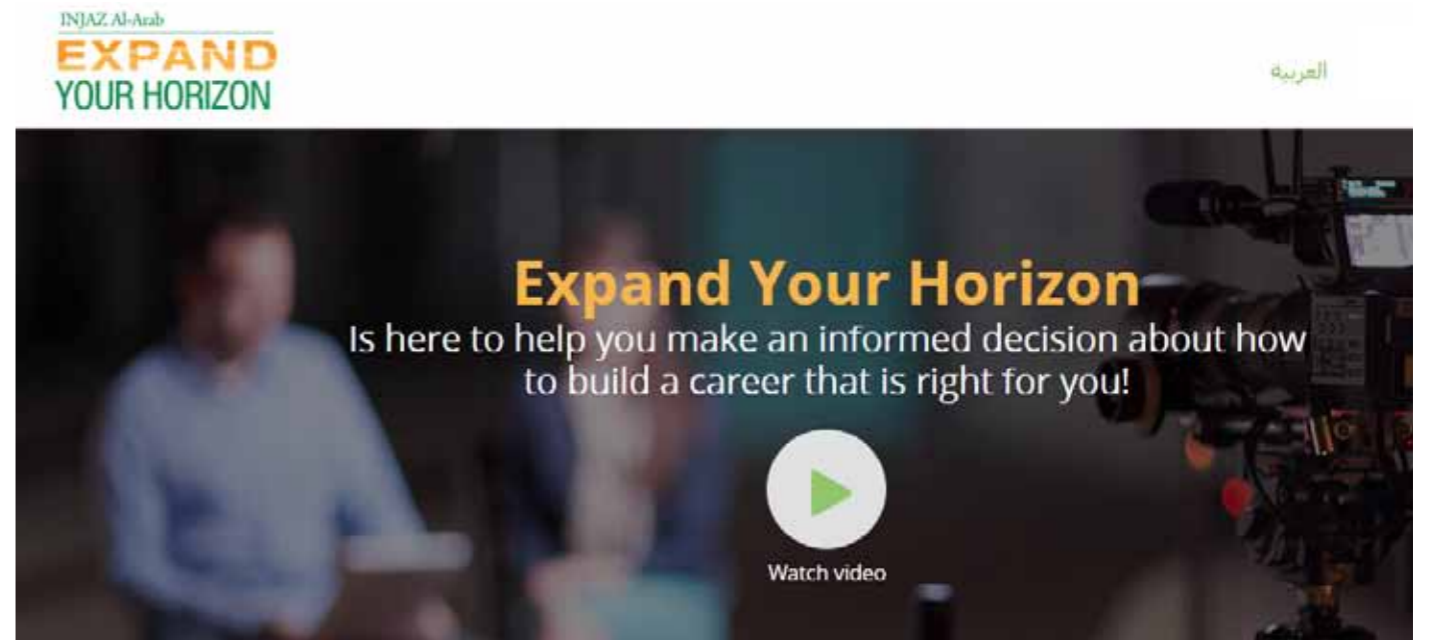 INJAZ Al-Arab
EXPAND
YOUR HORIZON
العربية
Expand Your Horizon
Is here to help you make an informed decision about how
to build a career that is right for you!
Watch video